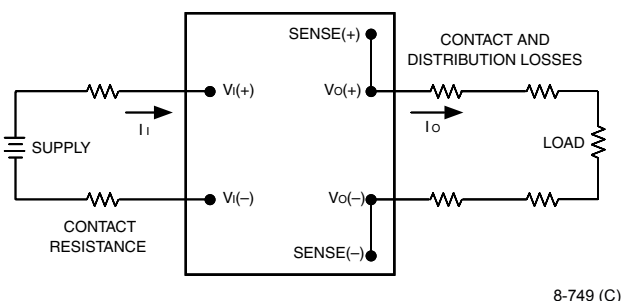 SENSE(+)
CONTACT AND
DISTRIBUTION LOSSES
VI(+)
VO(+)
II
IO
SUPPLY
LOAD
VI(–)
VO(–)
CONTACT
RESISTANCE
SENSE(–)
8-749 (C)